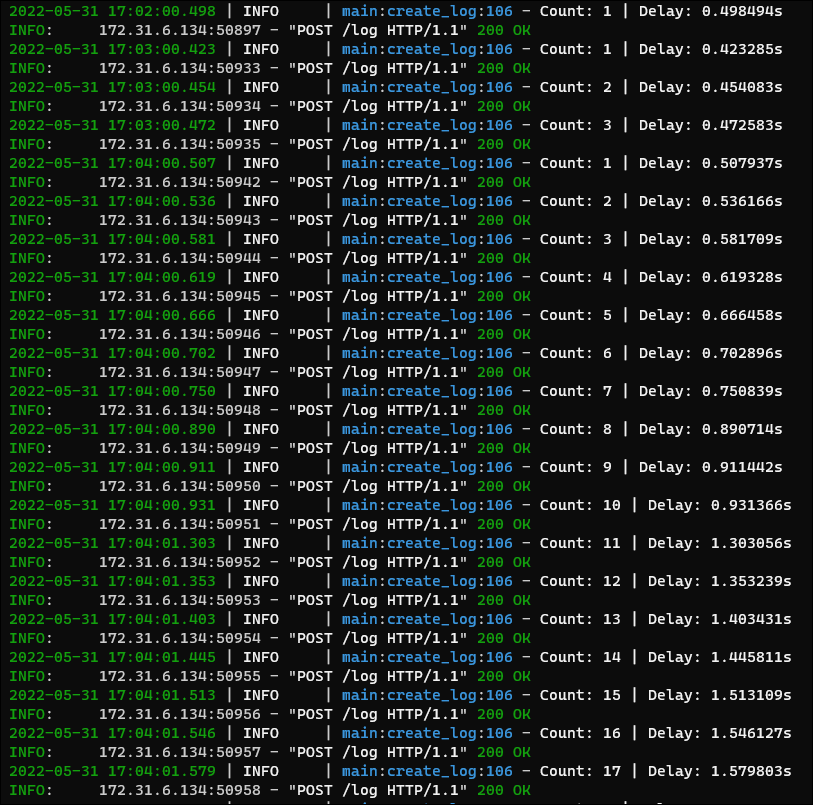 2022-05-31 17:02:00.498 | INFO     | main:create_log:106 - Count: 1 | Delay: 0.498494s
INFO:     172.31.6.134:50897 - "POST /log HTTP/1.1" 200 OK
2022-05-31 17:03:00.423 | INFO     | main:create_log:106 - Count: 1 | Delay: 0.423285s
INFO:     172.31.6.134:50933 - "POST /log HTTP/1.1" 200 OK
2022-05-31 17:03:00.454 | INFO     | main:create_log:106 - Count: 2 | Delay: 0.454083s
INFO:     172.31.6.134:50934 - "POST /log HTTP/1.1" 200 OK
2022-05-31 17:03:00.472 | INFO     | main:create_log:106 - Count: 3 | Delay: 0.472583s
INFO:     172.31.6.134:50935 - "POST /log HTTP/1.1" 200 OK
2022-05-31 17:04:00.507 | INFO     | main:create_log:106 - Count: 1 | Delay: 0.507937s
INFO:     172.31.6.134:50942 - "POST /log HTTP/1.1" 200 OK
2022-05-31 17:04:00.536 | INFO     | main:create_log:106 - Count: 2 | Delay: 0.536166s
INFO:     172.31.6.134:50943 - "POST /log HTTP/1.1" 200 OK
2022-05-31 17:04:00.581 | INFO     | main:create_log:106 - Count: 3 | Delay: 0.581709s
INFO:     172.31.6.134:50944 - "POST /log HTTP/1.1" 200 OK
2022-05-31 17:04:00.619 | INFO     | main:create_log:106 - Count: 4 | Delay: 0.619328s
INFO:     172.31.6.134:50945 - "POST /log HTTP/1.1" 200 OK
2022-05-31 17:04:00.666 | INFO     | main:create_log:106 - Count: 5 | Delay: 0.666458s
INFO:     172.31.6.134:50946 - "POST /log HTTP/1.1" 200 OK
2022-05-31 17:04:00.702 | INFO     | main:create_log:106 - Count: 6 | Delay: 0.702896s
INFO:     172.31.6.134:50947 - "POST /log HTTP/1.1" 200 OK
2022-05-31 17:04:00.750 | INFO     | main:create_log:106 - Count: 7 | Delay: 0.750839s
INFO:     172.31.6.134:50948 - "POST /log HTTP/1.1" 200 OK
2022-05-31 17:04:00.890 | INFO     | main:create_log:106 - Count: 8 | Delay: 0.890714s
INFO:     172.31.6.134:50949 - "POST /log HTTP/1.1" 200 OK
2022-05-31 17:04:00.911 | INFO     | main:create_log:106 - Count: 9 | Delay: 0.911442s
INFO:     172.31.6.134:50950 - "POST /log HTTP/1.1" 200 OK
2022-05-31 17:04:00.931 | INFO     | main:create_log:106 - Count: 10 | Delay: 0.931366s
INFO:     172.31.6.134:50951 - "POST /log HTTP/1.1" 200 OK
2022-05-31 17:04:01.303 | INFO     | main:create_log:106 - Count: 11 | Delay: 1.303056s
INFO:     172.31.6.134:50952 - "POST /log HTTP/1.1" 200 OK
2022-05-31 17:04:01.353 | INFO     | main:create_log:106 - Count: 12 | Delay: 1.353239s
INFO:     172.31.6.134:50953 - "POST /log HTTP/1.1" 200 OK
2022-05-31 17:04:01.403 | INFO     | main:create_log:106 - Count: 13 | Delay: 1.403431s
INFO:     172.31.6.134:50954 - "POST /log HTTP/1.1" 200 OK
2022-05-31 17:04:01.445 | INFO     | main:create_log:106 - Count: 14 | Delay: 1.445811s
INFO:     172.31.6.134:50955 - "POST /log HTTP/1.1" 200 OK
2022-05-31 17:04:01.513 | INFO     | main:create_log:106 - Count: 15 | Delay: 1.513109s
INFO:     172.31.6.134:50956 - "POST /log HTTP/1.1" 200 OK
2022-05-31 17:04:01.546 | INFO     | main:create_log:106 - Count: 16 | Delay: 1.546127s
INFO:     172.31.6.134:50957 - "POST /log HTTP/1.1" 200 OK
2022-05-31 17:04:01.579 | INFO     | main:create_log:106 - Count: 17 | Delay: 1.579803s
INFO:     172.31.6.134:50958 - "POST /log HTTP/1.1" 200 OK